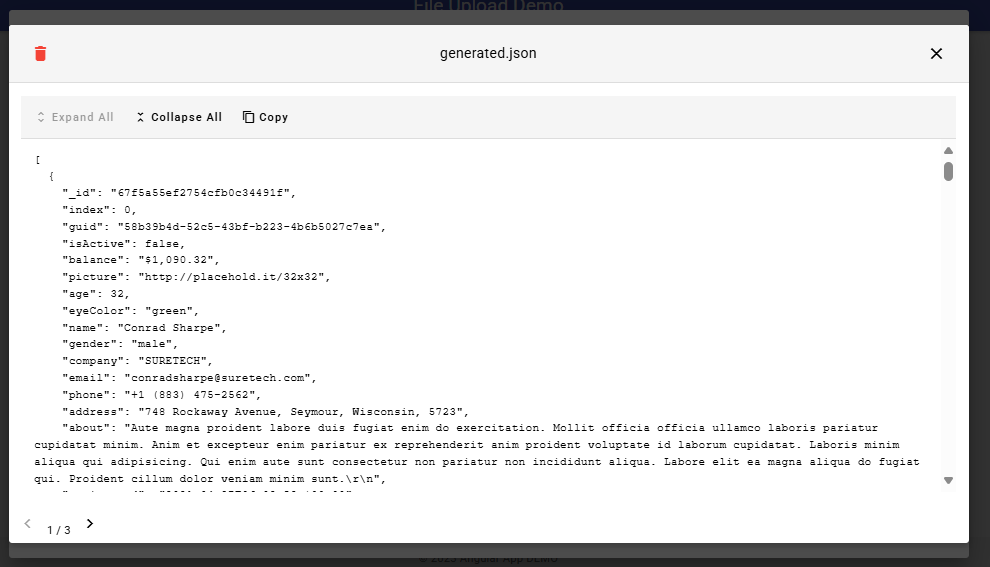 File Upload Demo
generated.json
Expand All
Collapse All
Copy
[
{
"_id": "67f5a55ef2754cfb0c34491f",
"index": 0,
"guid": "58b39b4d-52c5-43bf-b223-4b6b5027c7ea",
"isActive": false,
"balance": "$1,090.32",
"picture": "http://placehold.it/32x32",
"age": 32,
"eyeColor": "green",
"name": "Conrad Sharpe",
"gender": "male",
"company": "SURETECH",
"email": "conradsharpe@suretech.com",
"phone": "+1 (883) 475-2562",
"address": "748 Rockaway Avenue, Seymour, Wisconsin, 5723",
"about": "Aute magna proident labore duis fugiat enim do exercitation. Mollit officia officia ullamco laboris pariatur
cupidatat minim. Anim et excepteur enim pariatur ex reprehenderit anim proident voluptate id laborum cupidatat. Laboris minim
aliqua qui adipisicing. Qui enim aute sunt consectetur non pariatur non incididunt aliqua. Labore elit ea magna aliqua do fugiat
qui. Proident cillum dolor veniam minim sunt.\r\n",
1 / 3
© 2025 Angular App DEMO